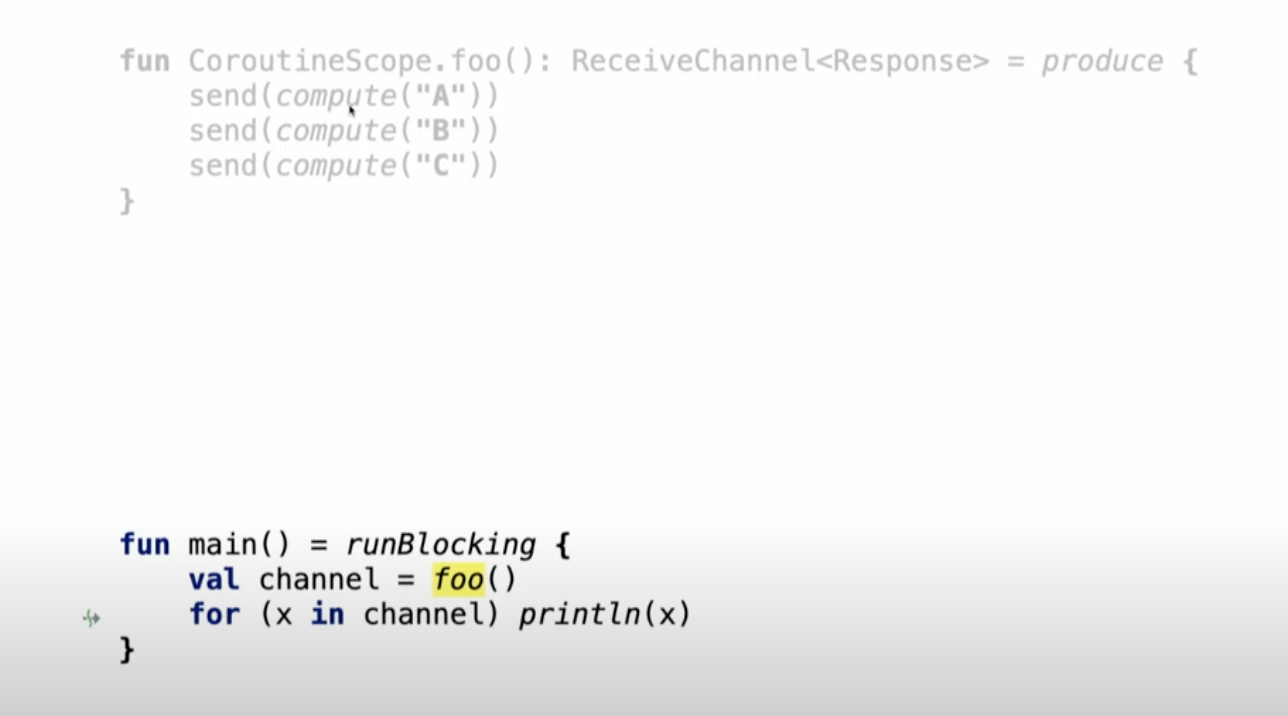 fun CoroutineScope.foo(): ReceiveChannel<Response> = produce {
    send(compute("A"))
    send(compute("B"))
    send(compute("C"))
}
fun main() = runBlocking {
    val channel = foo()
    for (x in channel) println(x)
}